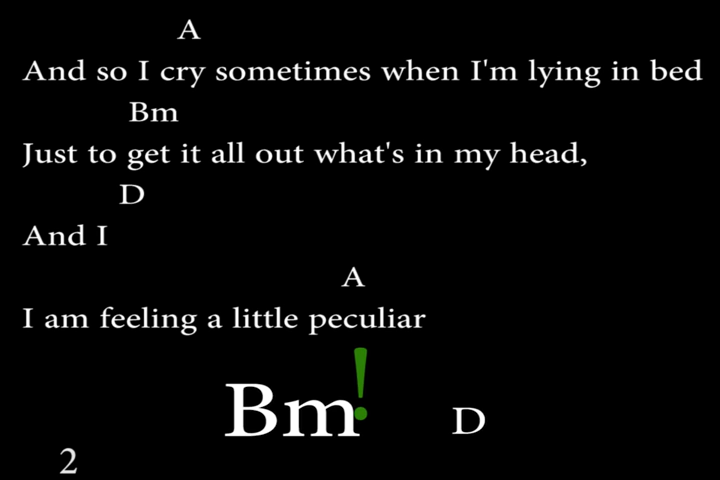 A
And so I cry sometimes when I'm lying in bed
Bm
Just to get it all out what's in my head,
D
And I
A
I am feeling a little peculiar
Bm! D
2